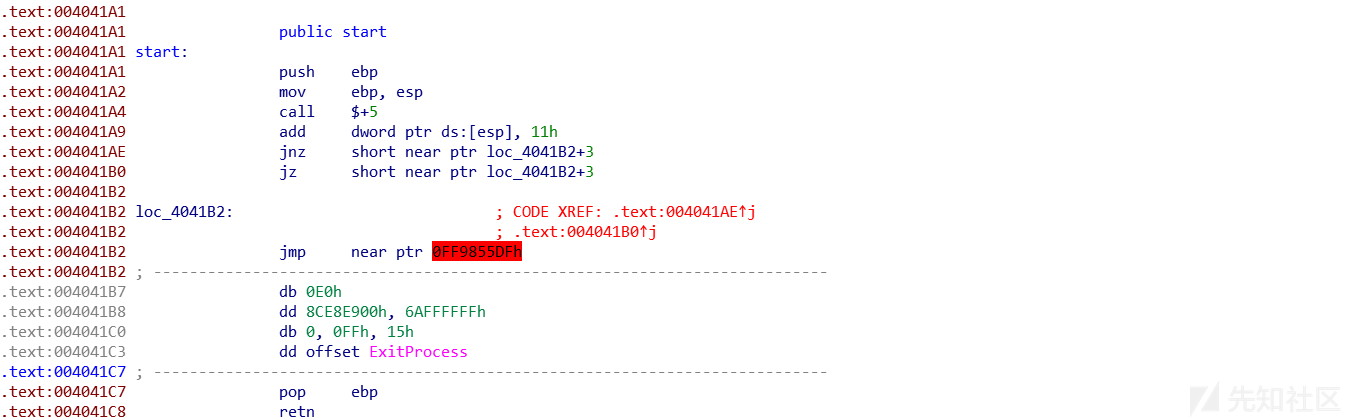 .text:004041A1
.text:004041A1 public start
.text:004041A1 start:
.text:004041A1 push ebp
.text:004041A2 mov ebp, esp
.text:004041A4 call $+5
.text:004041A9 add dword ptr ds:[esp], 11h
.text:004041AE jnz short near ptr loc_4041B2+3
.text:004041B0 jz short near ptr loc_4041B2+3
.text:004041B2
.text:004041B2 loc_4041B2: ; CODE XREF: .text:004041AE↑j
.text:004041B2 ; .text:004041B0↑j
.text:004041B2 jmp near ptr 0FF9855DFh
.text:004041B2 ; ---------------------------------------------------------------------------
.text:004041B7 db 0E0h
.text:004041B8 dd 8CE8E900h, 6AFFFFFFh
.text:004041C0 db 0, 0FFh, 15h
.text:004041C3 dd offset ExitProcess
.text:004041C7 ; ---------------------------------------------------------------------------
.text:004041C7 pop ebp
.text:004041C8 retn
先知社区